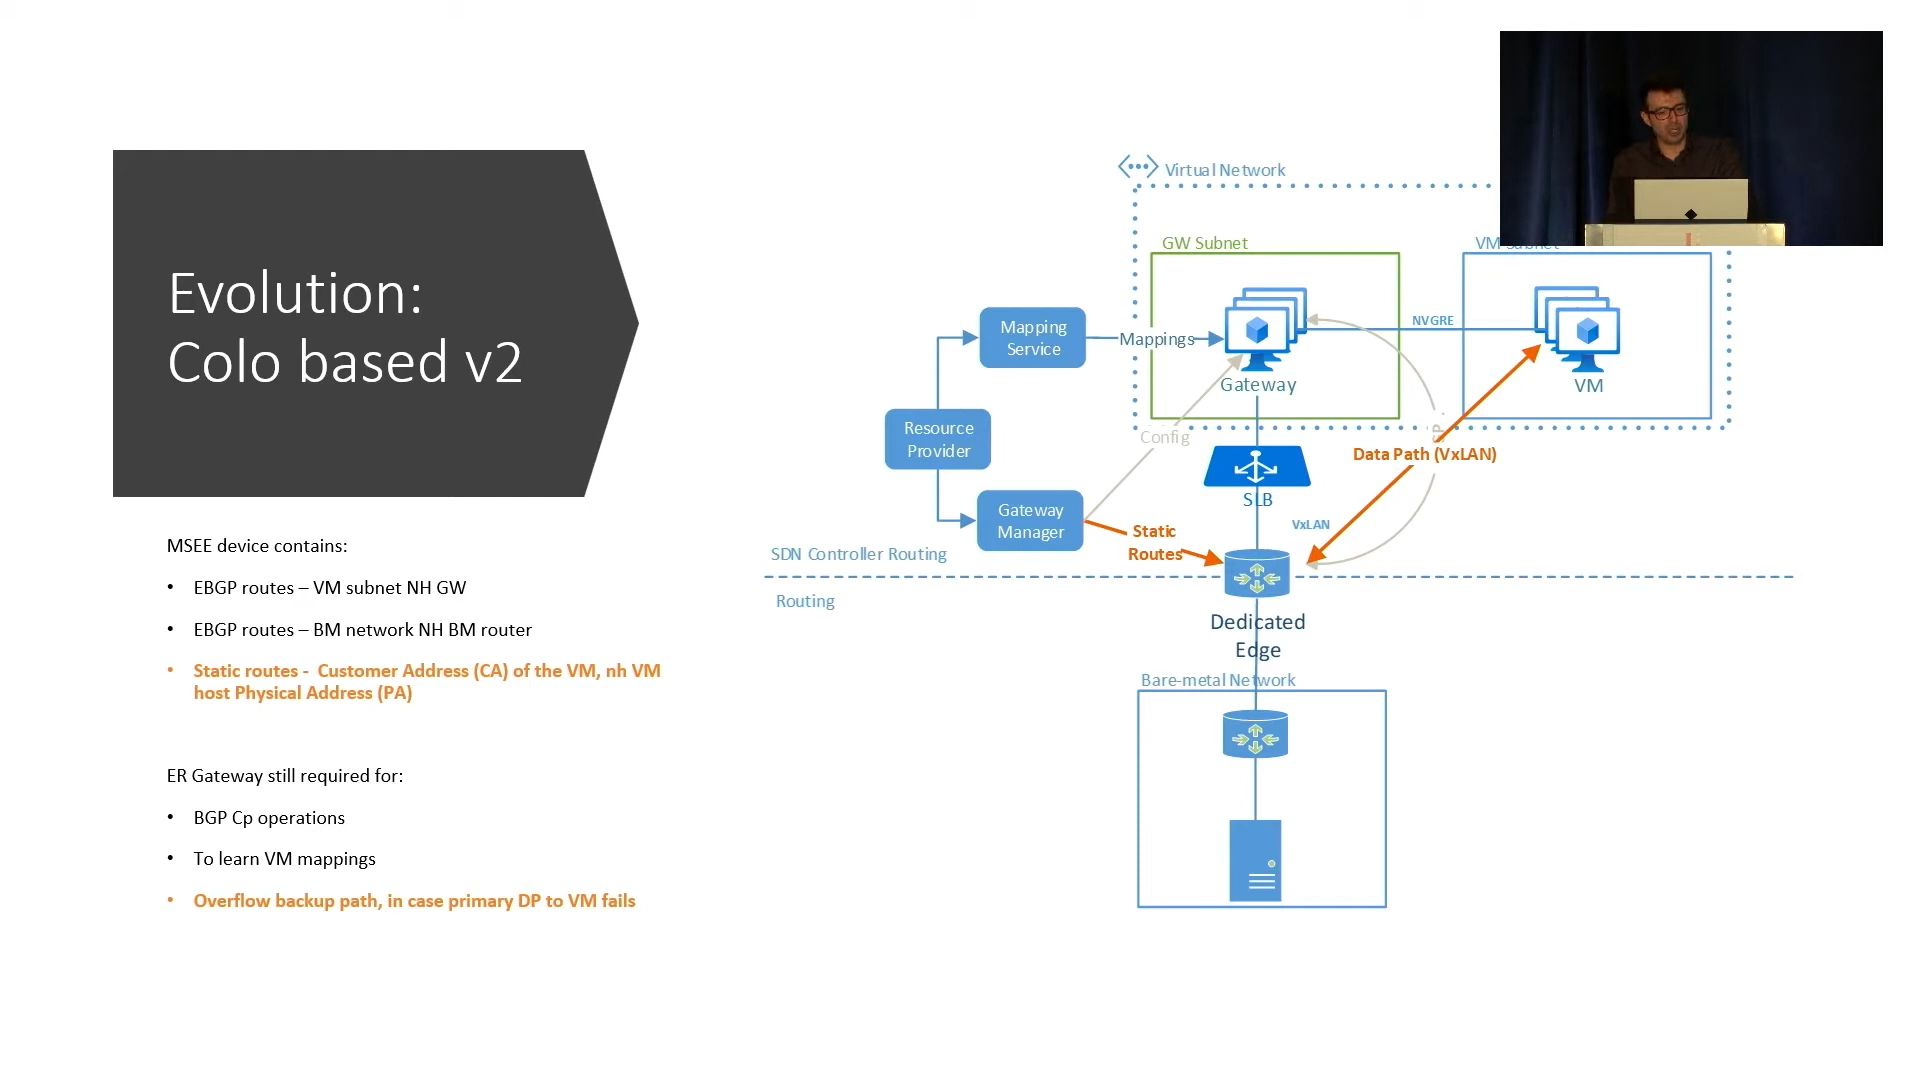 Evolution:
Colo based v2
MSEE device contains:
• EBGP routes – VM subnet NH GW
• EBGP routes – BM network NH BM router
• Static routes - Customer Address (CA) of the VM, nh VM
host Physical Address (PA)
ER Gateway still required for:
• BGP Cp operations
• To learn VM mappings
• Overflow backup path, in case primary DP to VM fails
Virtual Network
GW Subnet
VM Subnet
Mapping
Service
Mappings
NVGRE
Gateway
VM
Resource
Provider
Config
Data Path (VxLAN)
SLB
Gateway
Manager
VxLAN
Static
Routes
SDN Controller Routing
Routing
Dedicated
Edge
Bare-metal Network